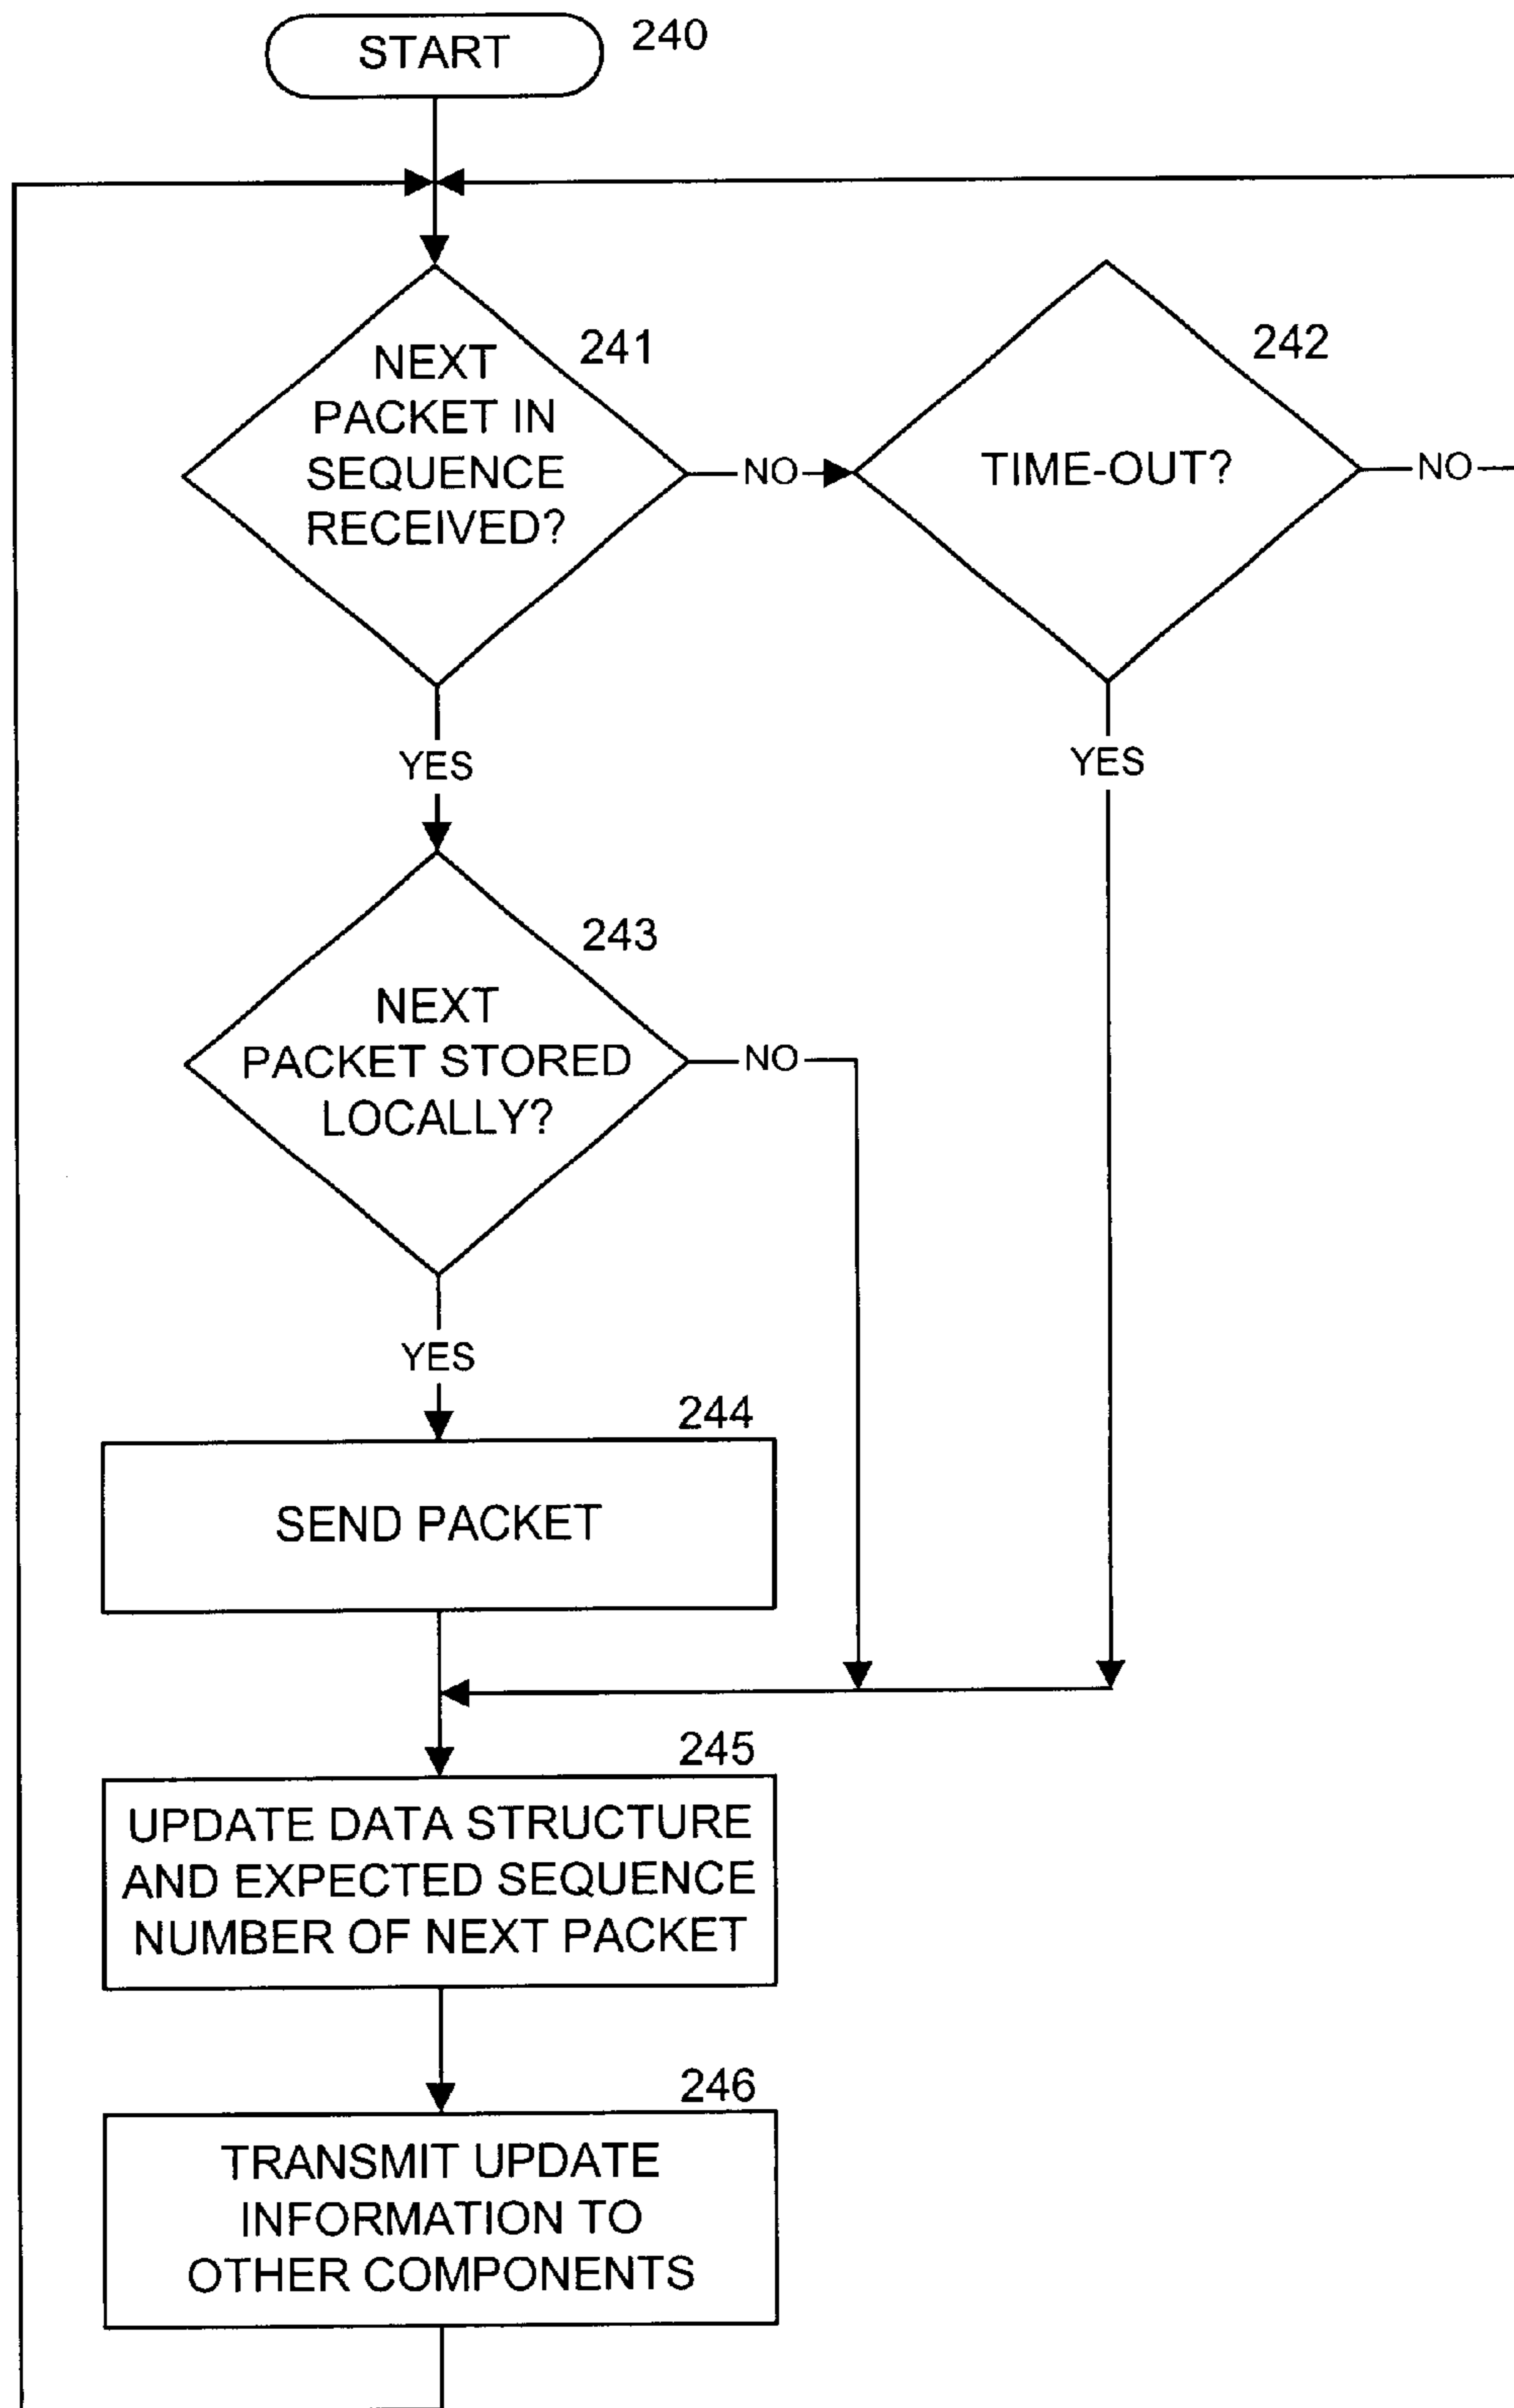 START
240
NEXT
PACKET IN
SEQUENCE
RECEIVED?
241
NO
TIME-OUT?
242
NO
YES
YES
NEXT
PACKET STORED
LOCALLY?
243
NO
YES
244
SEND PACKET
245
UPDATE DATA STRUCTURE
AND EXPECTED SEQUENCE
NUMBER OF NEXT PACKET
246
TRANSMIT UPDATE
INFORMATION TO
OTHER COMPONENTS